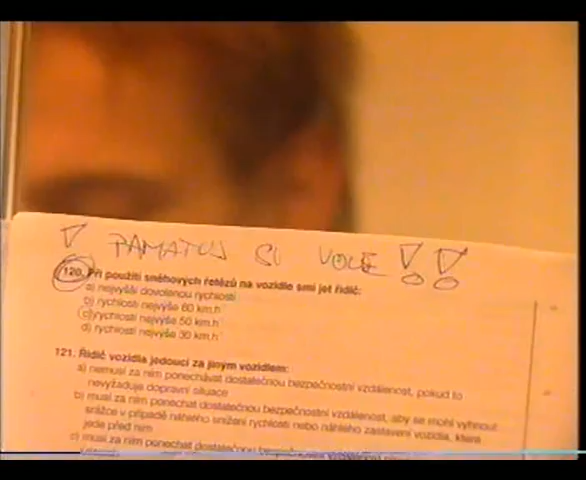 ! PAMATUJ SI VOLE !!
120. Při použití sněhových řetězů na vozidle smí jet řidič:
a) nejvyšší dovolenou rychlostí
b) rychlostí nejvýše 60 km.h
c) rychlostí nejvýše 50 km.h
d) rychlostí nejvýše 30 km.h
121. Řidič vozidla jedoucí za jiným vozidlem:
a) nemusí za ním ponechávat dostatečnou bezpečnostní vzdálenost, pokud to
nevyžaduje dopravní situace
b) musí za ním ponechat dostatečnou bezpečnostní vzdálenost, aby se mohl vyhnout
srážce v případě náhlého snížení rychlosti nebo náhlého zastavení vozidla, které
jede před ním
c) musí za ním ponechat dostatečnou bezpečnostní vzdálenost